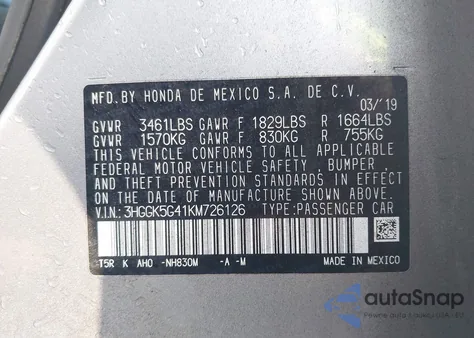 MFD.BY HONDA DE MEXICO S.A. DE C.V.
03/'19
GVWR 3461LBS GAWR F 1829LBS R 1664LBS
GVWR 1570KG GAWR F 830KG R 755KG
THIS VEHICLE CONFORMS TO ALL APPLICABLE
FEDERAL MOTOR VEHICLE SAFETY, BUMPER
AND THEFT PREVENTION STANDARDS IN EFFECT
ON THE DATE OF MANUFACTURE SHOWN ABOVE.
V.I.N.: 3HGGK5G41KM726126 TYPE:PASSENGER CAR
T5R K AH0 -NH830M -A -M MADE IN MEXICO
autaSnap